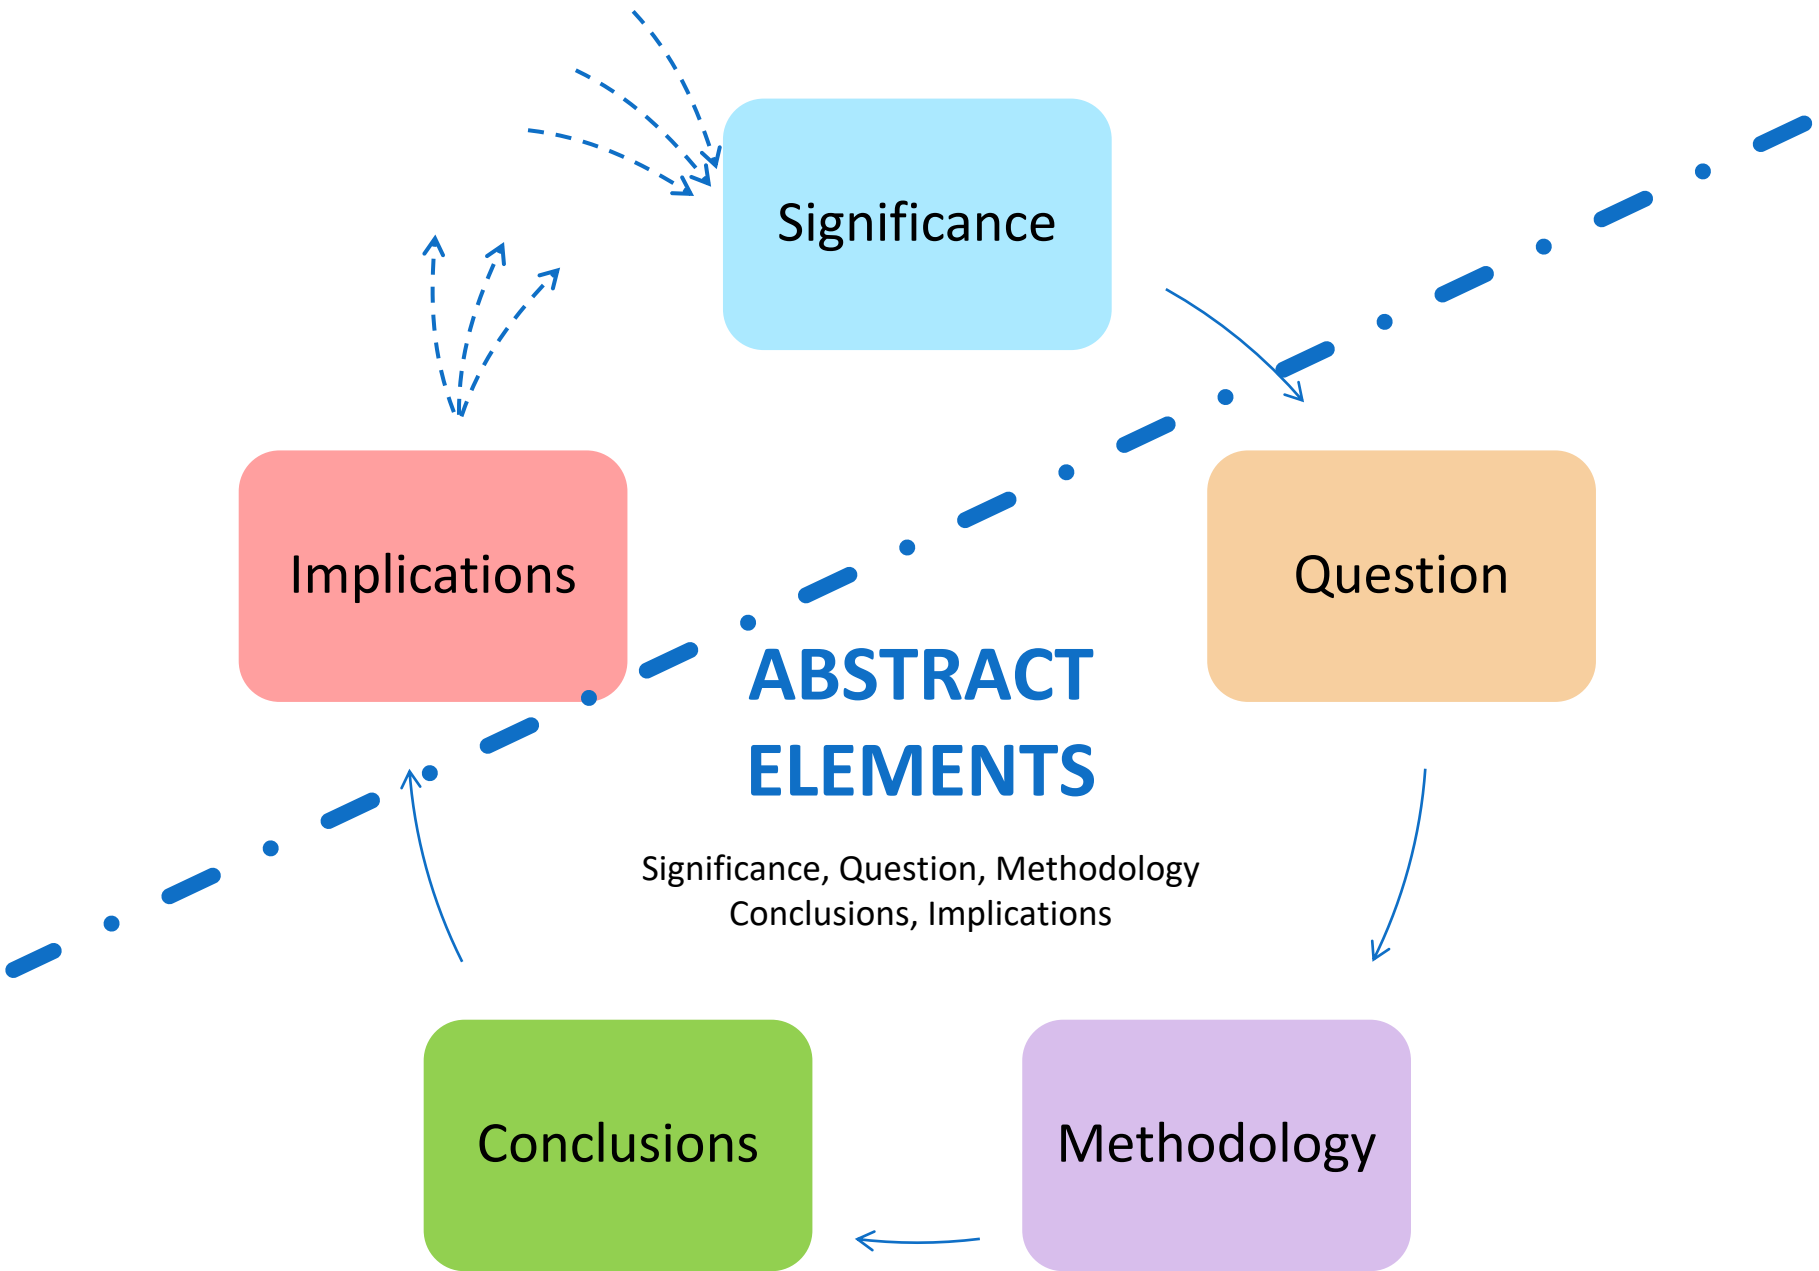 Significance
Implications
Question
ABSTRACT
ELEMENTS
Significance, Question, Methodology
Conclusions, Implications
Conclusions
Methodology